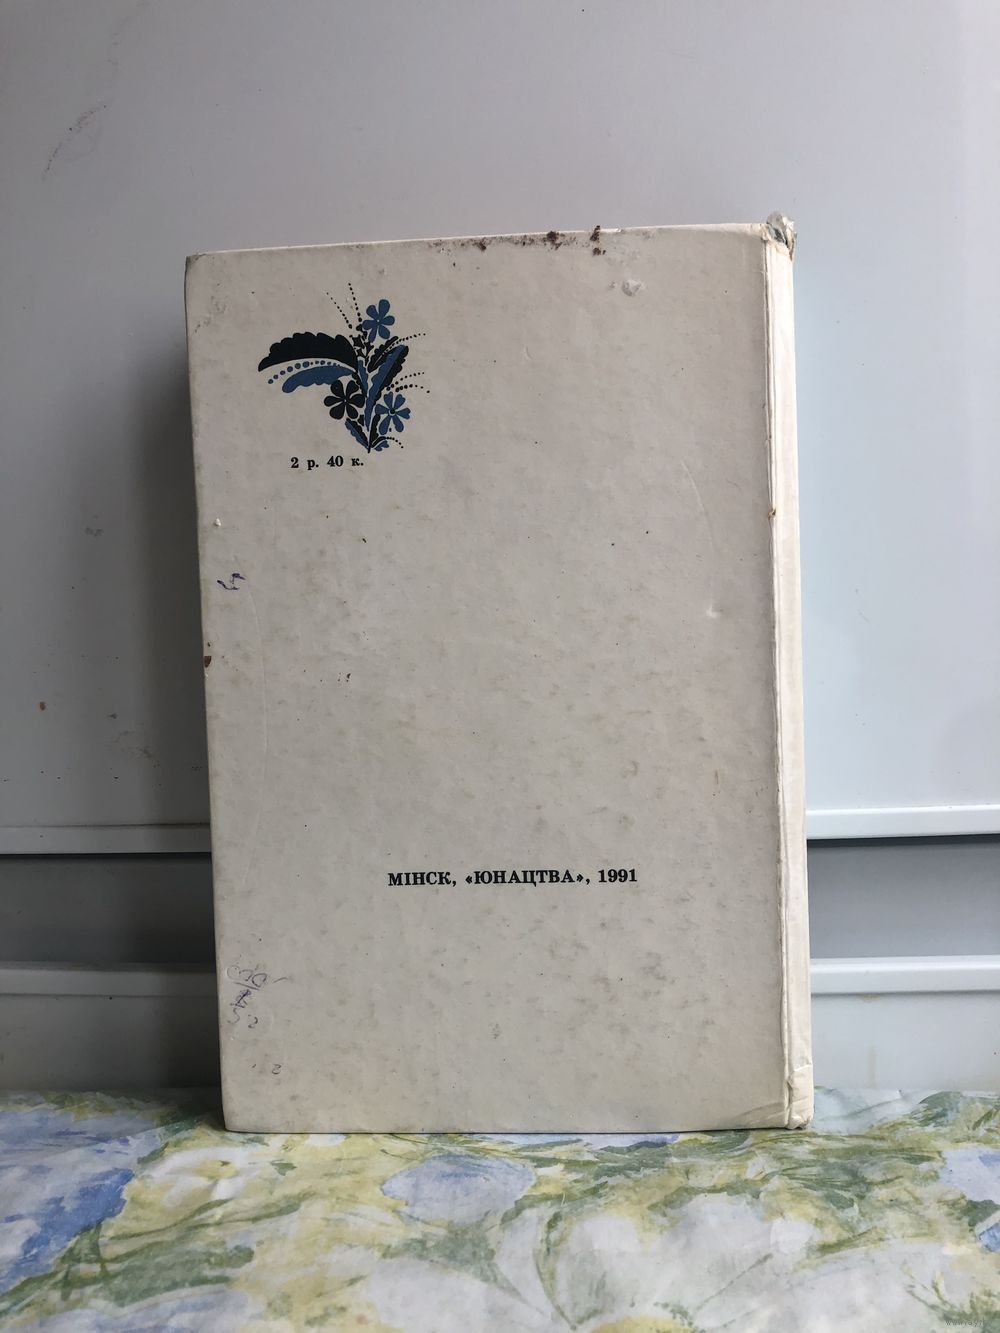 2 р. 40 к.
МІНСК, «ЮНАЦТВА», 1991